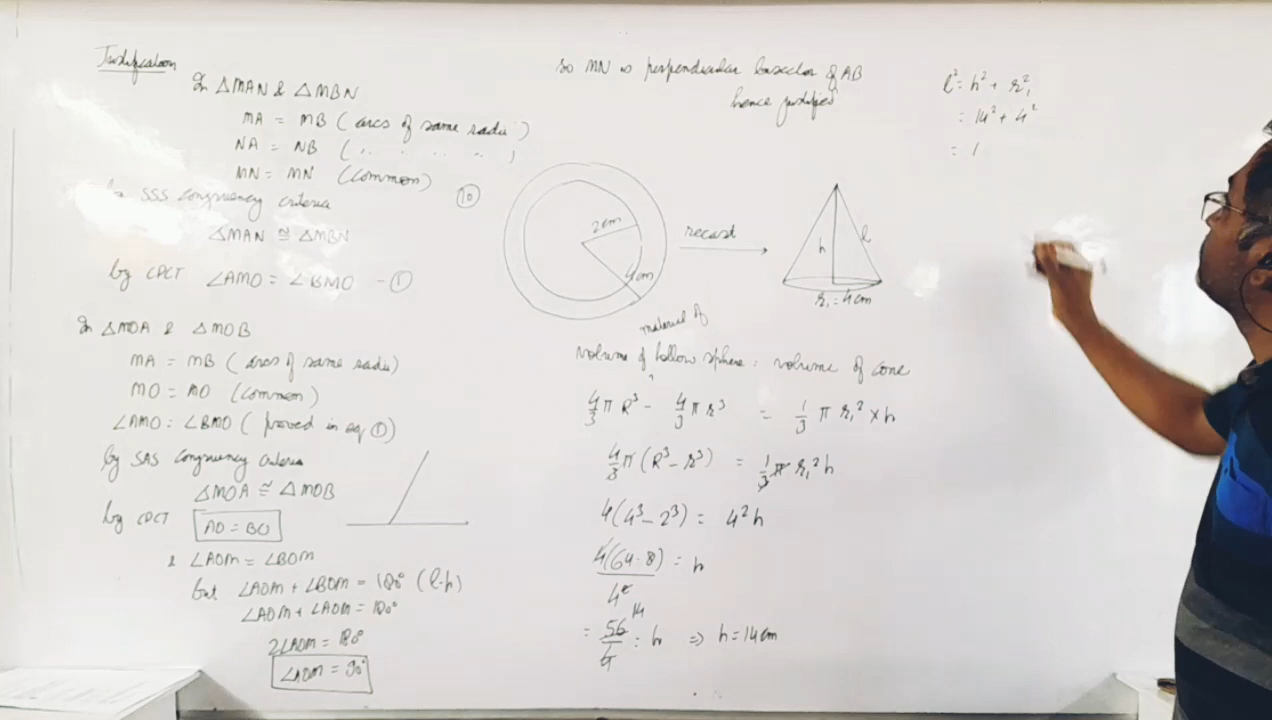 Justification
In △MAN & △MBN
MA = MB (arcs of same radii)
NA = NB ( " " " " )
MN = MN (common)
by SSS congruency criteria
△MAN ≅ △MBN
by CPCT ∠AMO = ∠BMO - ①
In △MOA & △MOB
MA = MB (arcs of same radii)
MO = MO (common)
∠AMO = ∠BMO (proved in eq ①)
by SAS congruency criteria
△MOA ≅ △MOB
by CPCT AO = BO
& ∠AOM = ∠BOM
but ∠AOM + ∠BOM = 180° (l.p)
∠AOM + ∠AOM = 180°
2∠AOM = 180°
∠AOM = 90°
so MN is perpendicular bisector of AB
hence justified
⑩
2cm
4cm
recast
h
l
r₁ = 4cm
material of
volume of hollow sphere = volume of cone
4/3 π R³ - 4/3 π r³ = 1/3 π r₁² × h
4/3 π (R³ - r³) = 1/3 π r₁² h
4(4³ - 2³) = 4² h
4(64 - 8)/4² = h
14
= 56/4 = h ⇒ h = 14cm
l² = h² + r₁²
= 14² + 4²
= 1